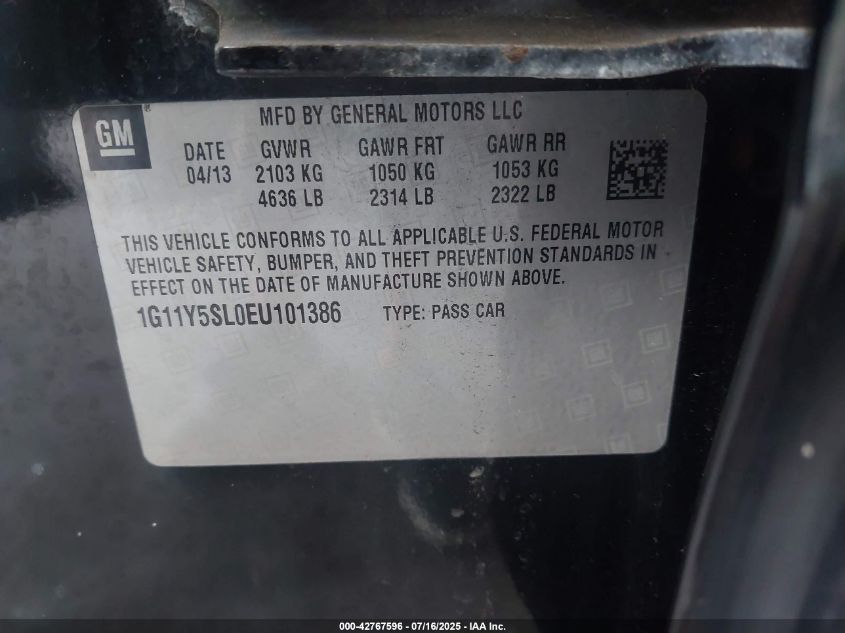 GM ®
MFD BY GENERAL MOTORS LLC
DATE GVWR GAWR FRT GAWR RR
04/13 2103 KG 1050 KG 1053 KG
4636 LB 2314 LB 2322 LB
THIS VEHICLE CONFORMS TO ALL APPLICABLE U.S. FEDERAL MOTOR
VEHICLE SAFETY, BUMPER, AND THEFT PREVENTION STANDARDS IN
EFFECT ON THE DATE OF MANUFACTURE SHOWN ABOVE.
1G11Y5SL0EU101386 TYPE: PASS CAR
000-42767596 - 07/16/2025 - IAA Inc.